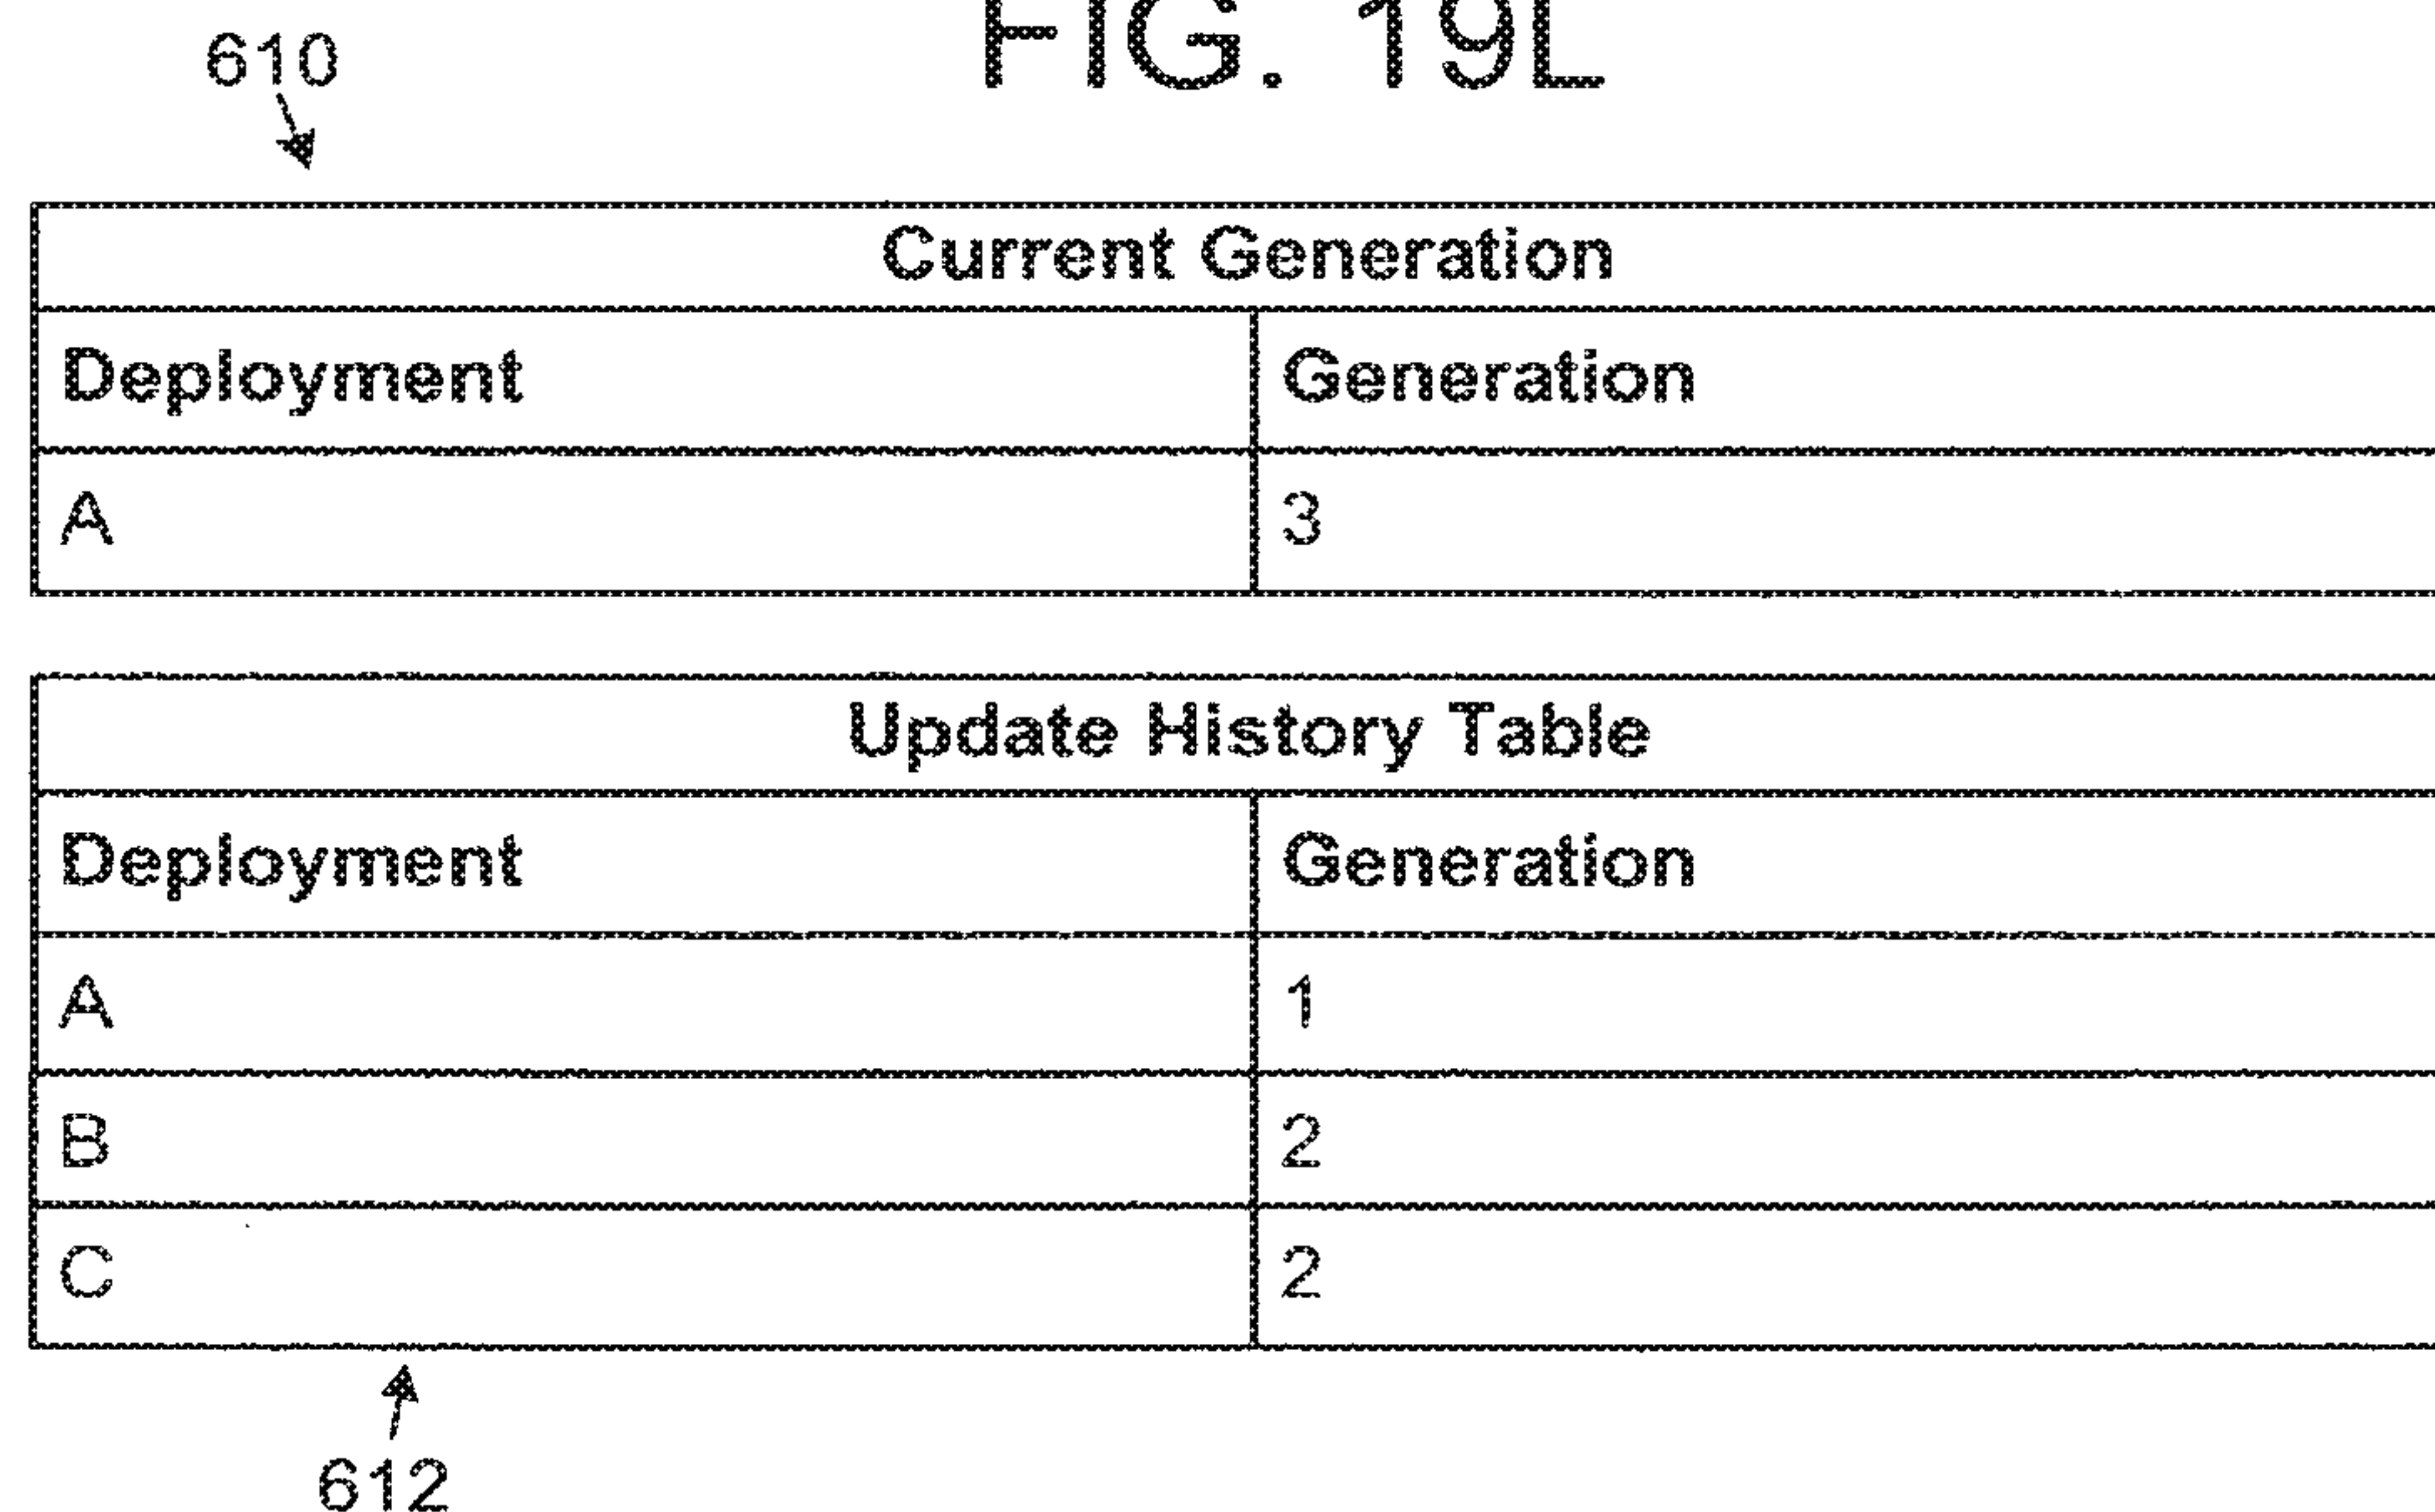 FIG. 19L
610
Current Generation
Deployment Generation
A 3
Update History Table
Deployment Generation
A 1
B 2
C 2
612